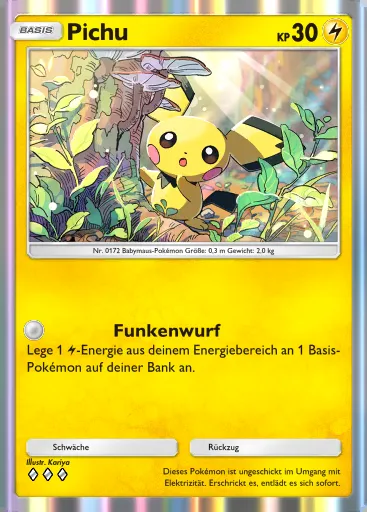 BASIS Pichu KP 30
Nr. 0172 Babymaus-Pokémon Größe: 0,3 m Gewicht: 2,0 kg
Funkenwurf
Lege 1 -Energie aus deinem Energiebereich an 1 Basis-
Pokémon auf deiner Bank an.
Schwäche Rückzug
Illustr. Kariya
Dieses Pokémon ist ungeschickt im Umgang mit
Elektrizität. Erschrickt es, entlädt es sich sofort.